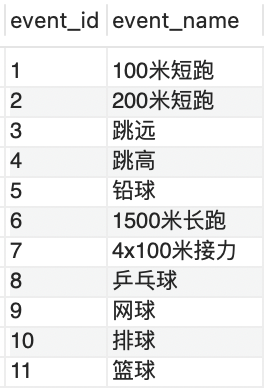 event_id event_name
1 100米短跑
2 200米短跑
3 跳远
4 跳高
5 铅球
6 1500米长跑
7 4x100米接力
8 乒乓球
9 网球
10 排球
11 篮球